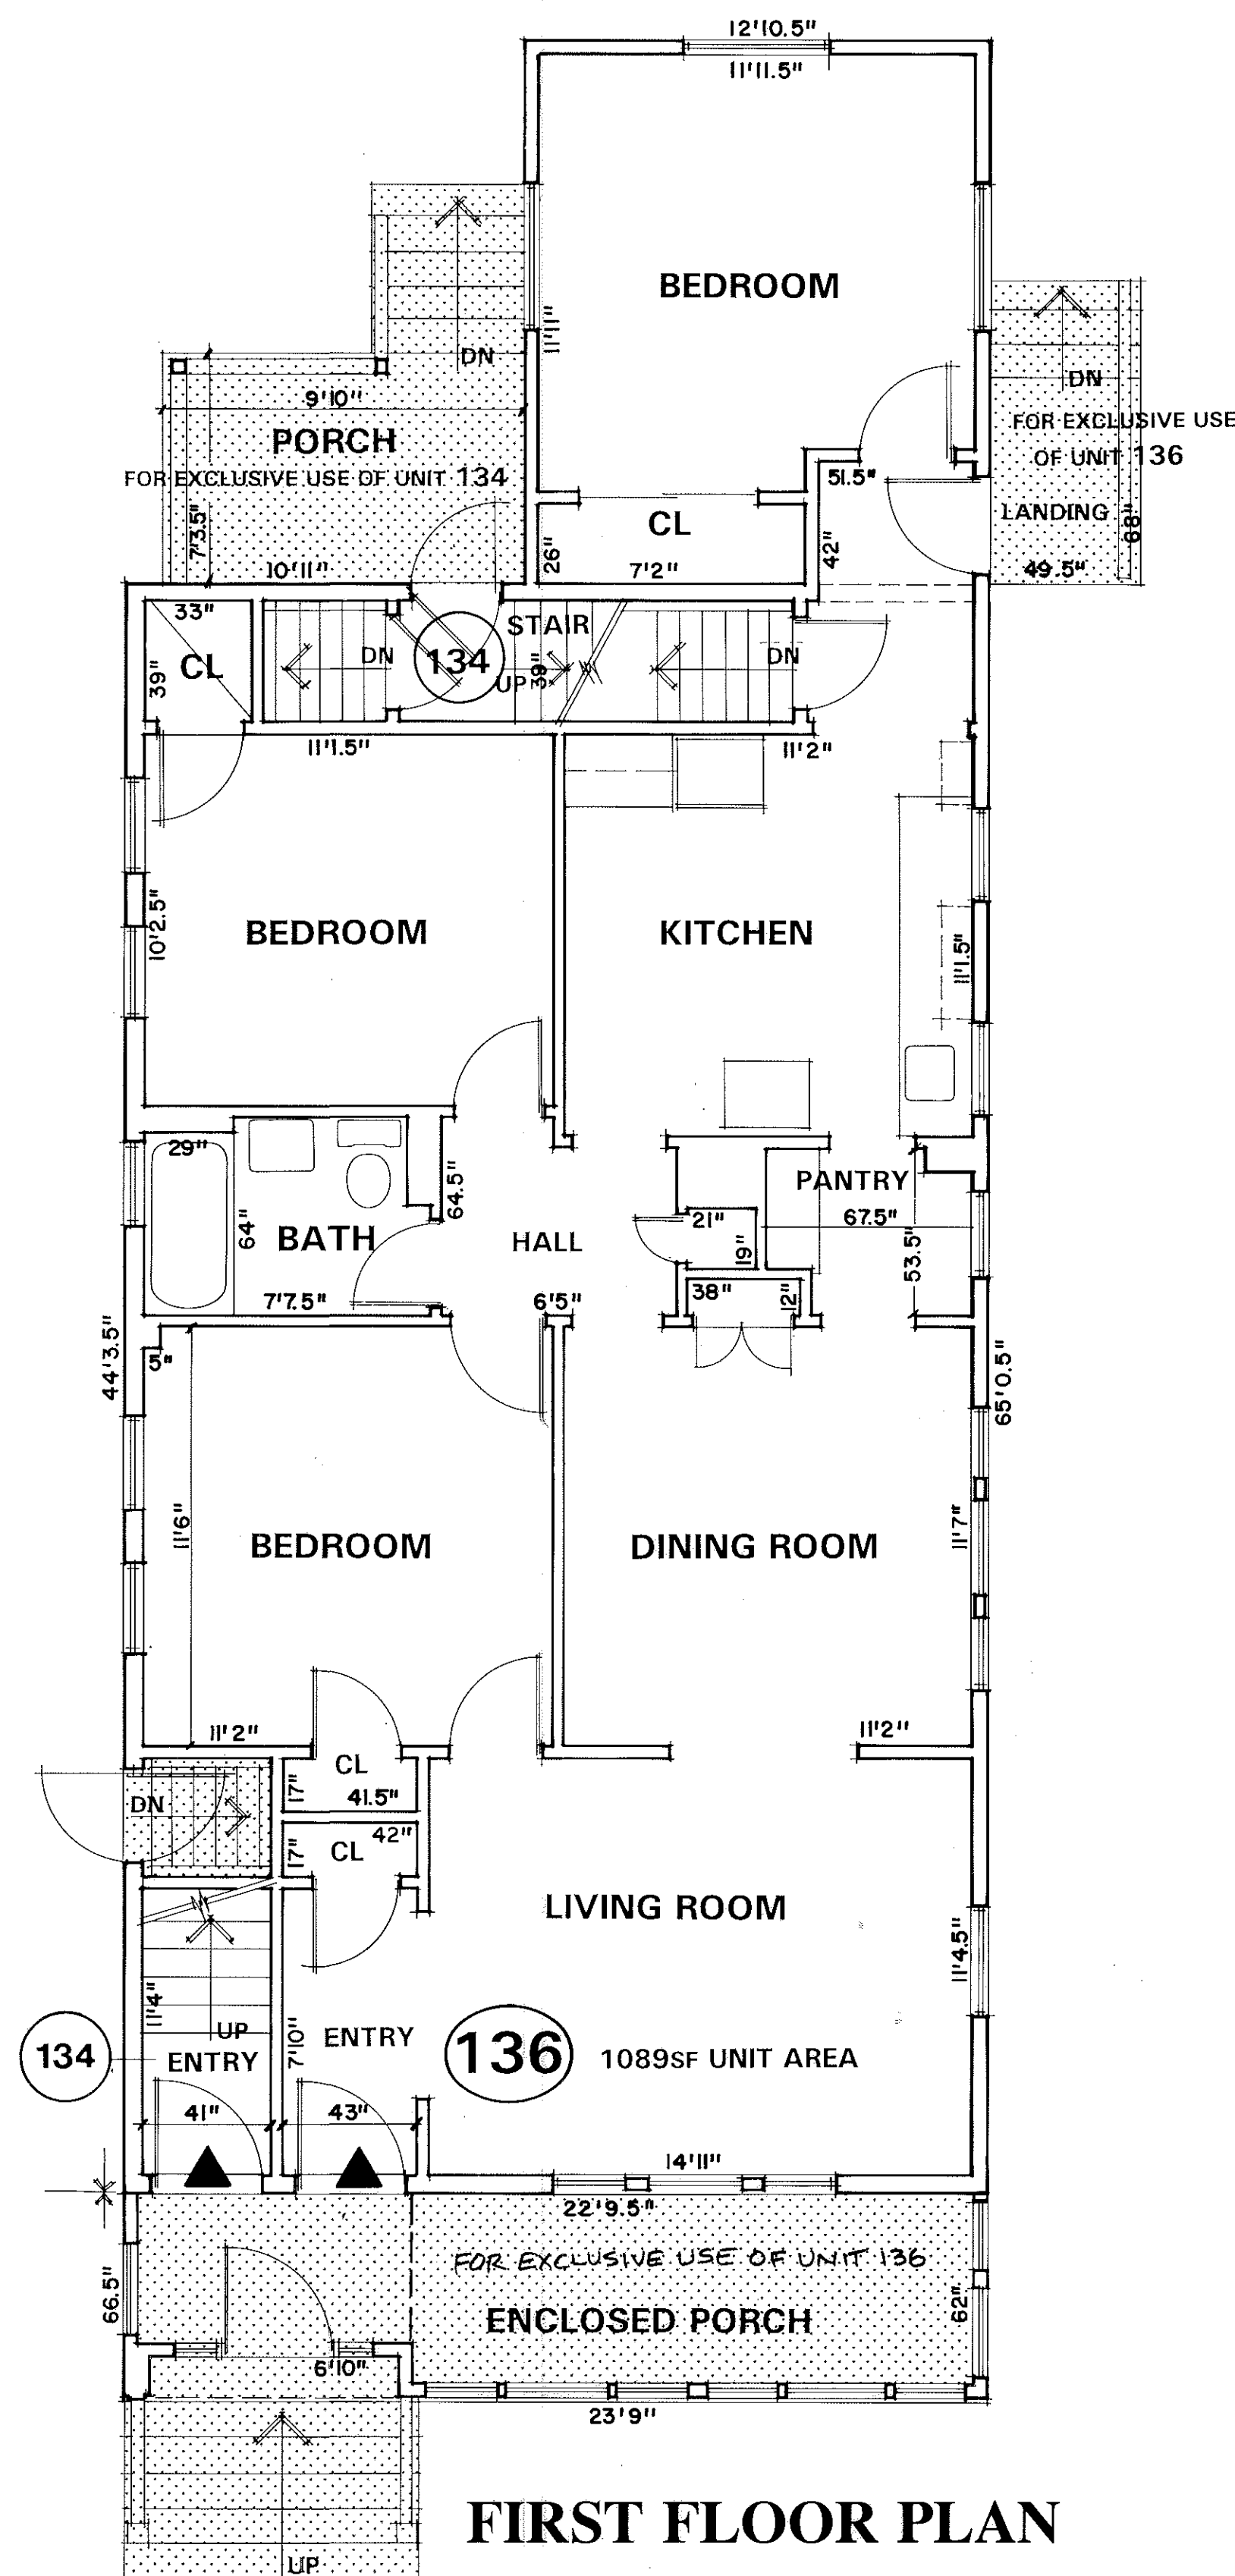 12'10.5"
11'11.5"
BEDROOM
11'11"
DN
DN
9'10"
PORCH
FOR EXCLUSIVE USE OF UNIT 134
7'3.5"
FOR EXCLUSIVE USE
OF UNIT 136
LANDING
68"
49.5"
51.5"
42"
CL
26"
7'2"
10'11"
33"
CL
39"
DN
134
STAIR
UP
39"
DN
11'1.5"
11'2"
BEDROOM
10'2.5"
KITCHEN
11'1.5"
29"
64"
BATH
7'7.5"
64.5"
HALL
6'5"
PANTRY
67.5"
53.5"
21"
19"
38"
12"
44'3.5"
5"
65'0.5"
11'6"
BEDROOM
DINING ROOM
11'7"
11'2"
11'2"
CL
17"
41.5"
DN
42"
CL
17"
LIVING ROOM
11'4.5"
11'4"
UP
ENTRY
134
7'10"
ENTRY
136
1089SF UNIT AREA
41"
43"
14'11"
22'9.5"
FOR EXCLUSIVE USE OF UNIT 136
ENCLOSED PORCH
66.5"
62"
6'10"
23'9"
FIRST FLOOR PLAN
UP